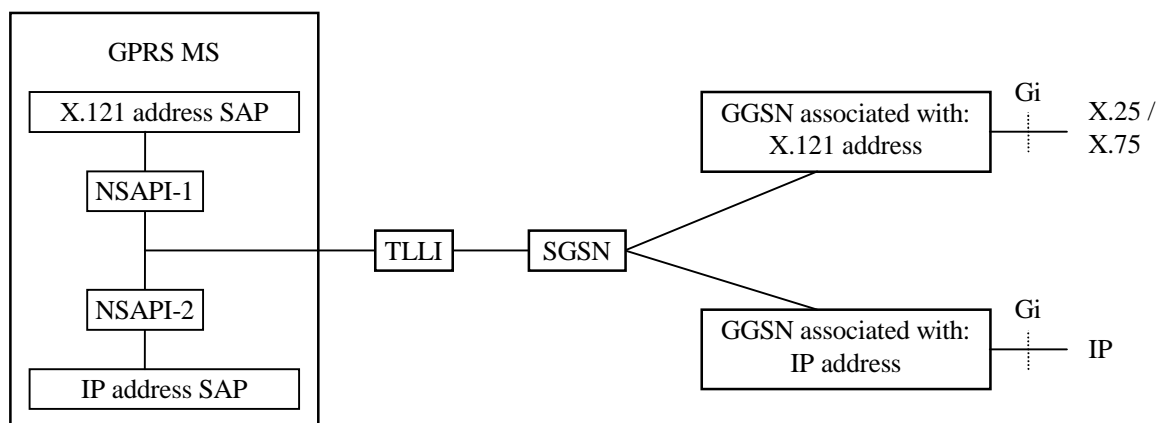 GPRS MS
X.121 address SAP
NSAPI-1
NSAPI-2
IP address SAP
TLLI
SGSN
GGSN associated with:
X.121 address
Gi
X.25 /
X.75
GGSN associated with:
IP address
Gi
IP